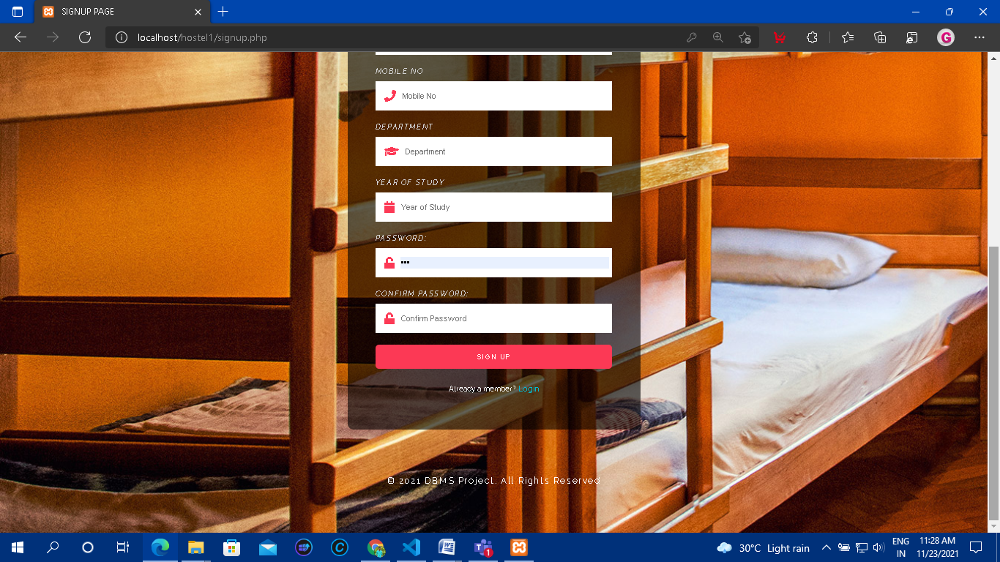 SIGNUP PAGE
localhost/hostel1/signup.php
G
MOBILE NO
Mobile No
DEPARTMENT
Department
YEAR OF STUDY
Year of Study
PASSWORD:
•••
CONFIRM PASSWORD:
Confirm Password
SIGN UP
Already a member? Login
© 2021 DBMS Project. All Rights Reserved
30°C Light rain
ENG
IN
11:28 AM
11/23/2021
1